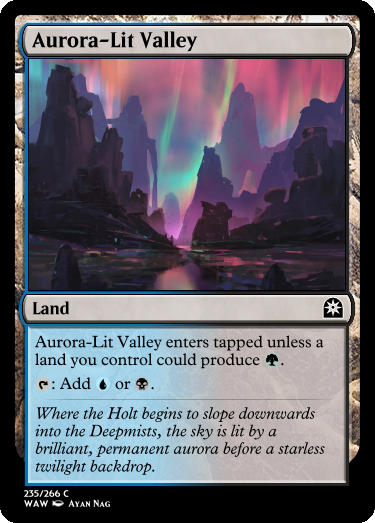 Aurora-Lit Valley
Land
Aurora-Lit Valley enters tapped unless a
land you control could produce .
: Add or .
Where the Holt begins to slope downwards
into the Deepmists, the sky is lit by a
brilliant, permanent aurora before a starless
twilight backdrop.
235/266 C
WAW Ayan Nag